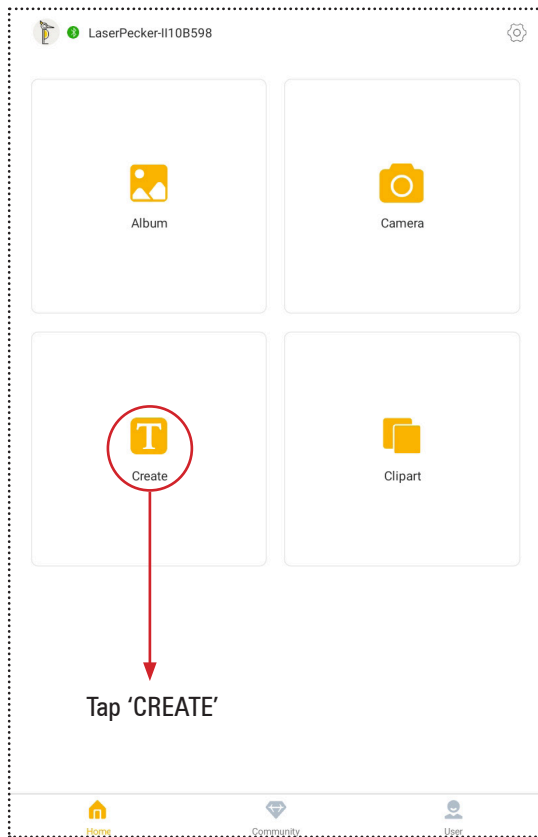 LaserPecker-II10B598
Album
Camera
T
Create
Clipart
Tap ‘CREATE’
Home
Community
User